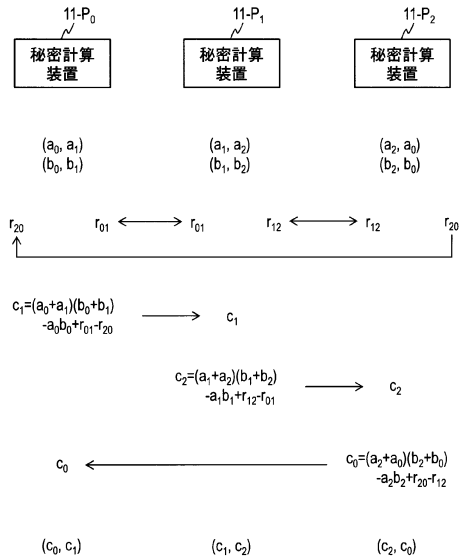 11-P₀ 11-P₁ 11-P₂
秘密計算 秘密計算 秘密計算
装置 装置 装置
(a₀, a₁) (a₁, a₂) (a₂, a₀)
(b₀, b₁) (b₁, b₂) (b₂, b₀)
r₂₀ r₀₁ r₀₁ r₁₂ r₁₂ r₂₀
c₁=(a₀+a₁)(b₀+b₁)
-a₀b₀+r₀₁-r₂₀ c₁
c₂=(a₁+a₂)(b₁+b₂)
-a₁b₁+r₁₂-r₀₁ c₂
c₀ c₀=(a₂+a₀)(b₂+b₀)
-a₂b₂+r₂₀-r₁₂
(c₀, c₁) (c₁, c₂) (c₂, c₀)